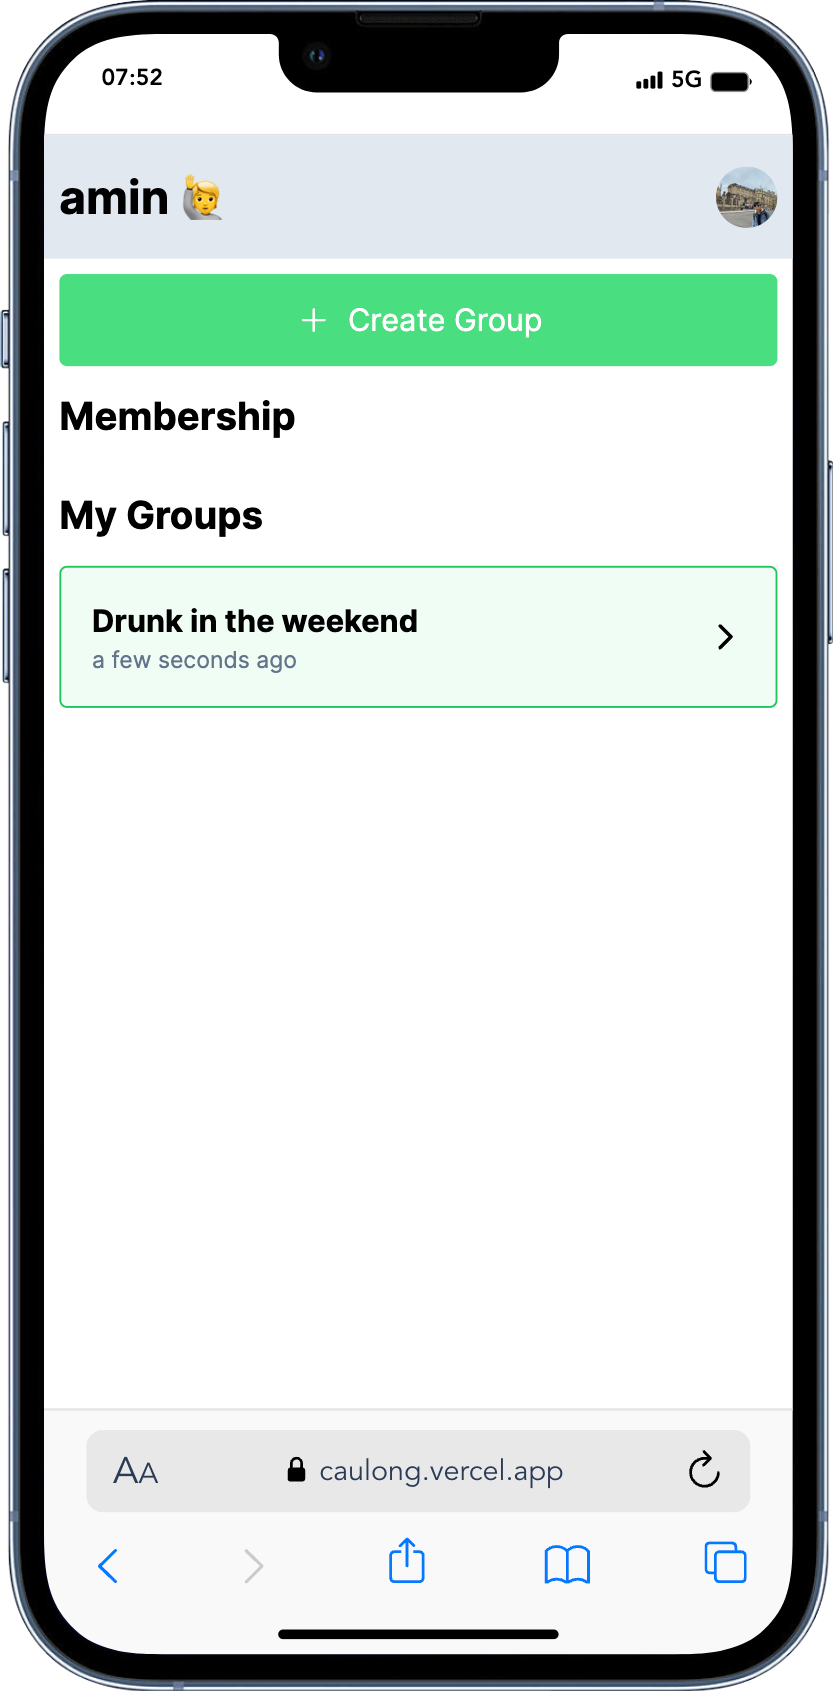 07:52 5G
amin 🙋
+ Create Group
Membership
My Groups
Drunk in the weekend
a few seconds ago
AA caulong.vercel.app